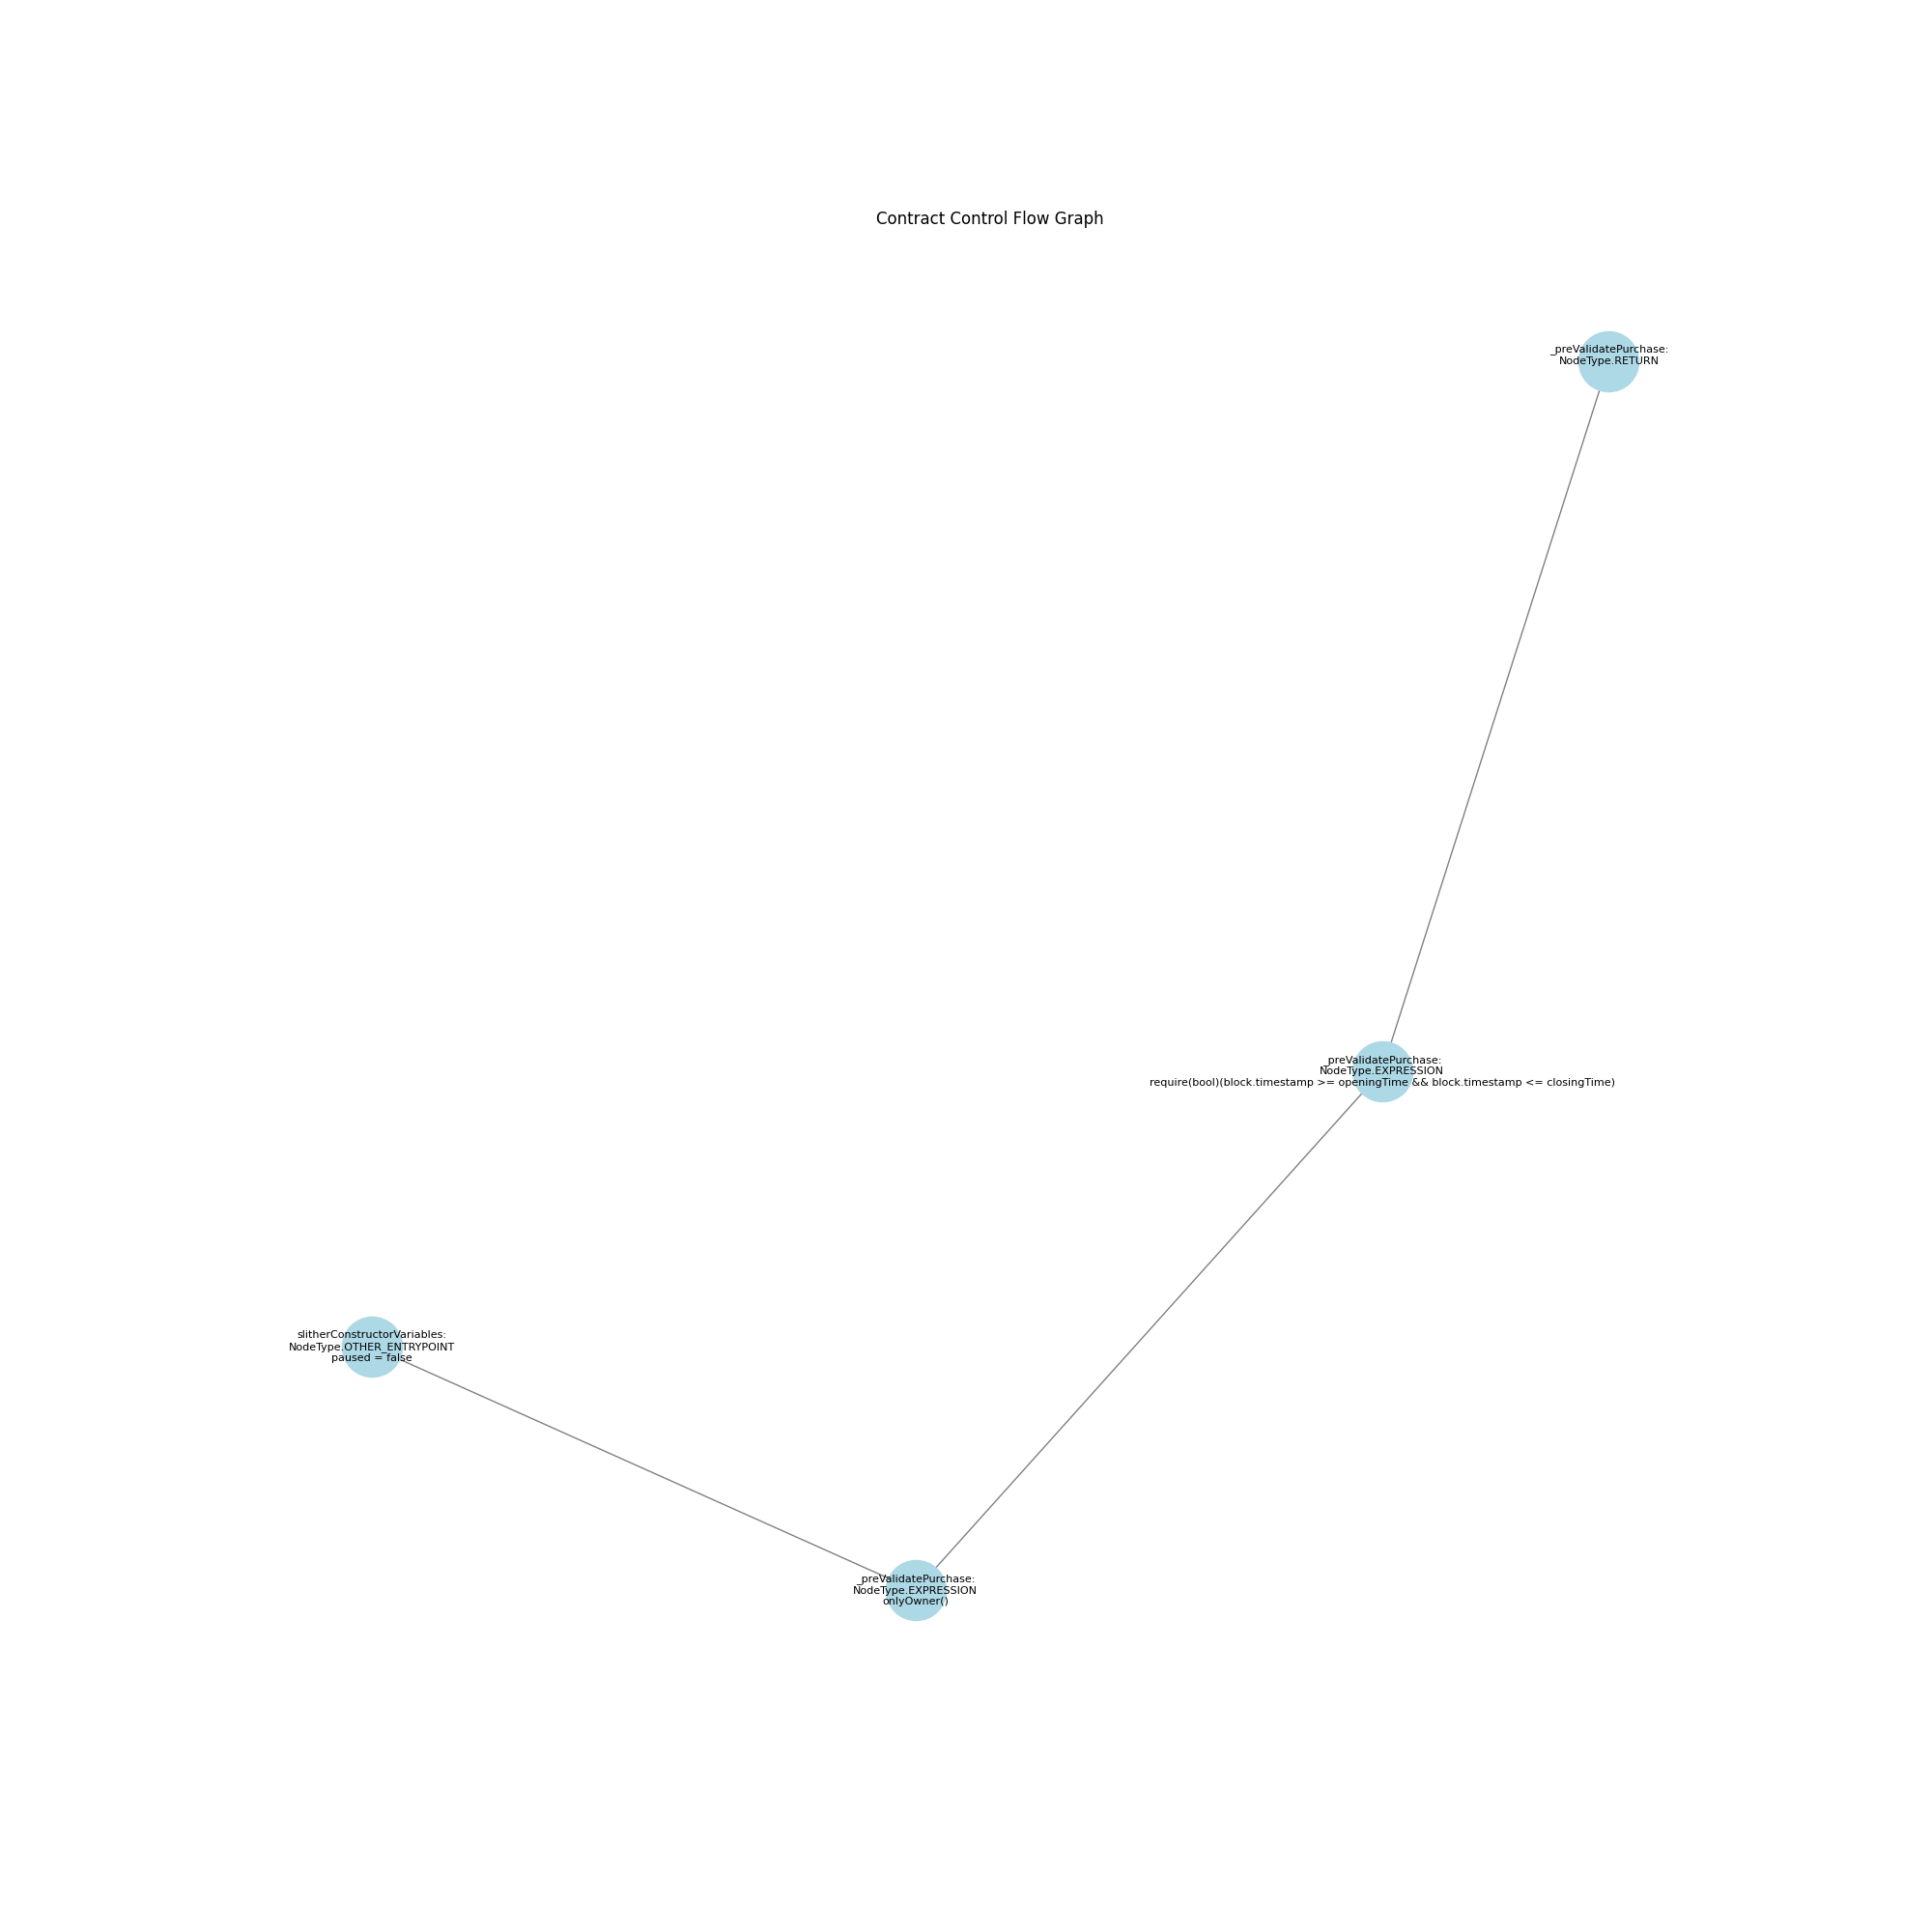 Contract Control Flow Graph
_preValidatePurchase:
NodeType.RETURN
_preValidatePurchase:
NodeType.EXPRESSION
require(bool)(block.timestamp >= openingTime && block.timestamp <= closingTime)
slitherConstructorVariables:
NodeType.OTHER_ENTRYPOINT
paused = false
_preValidatePurchase:
NodeType.EXPRESSION
onlyOwner()